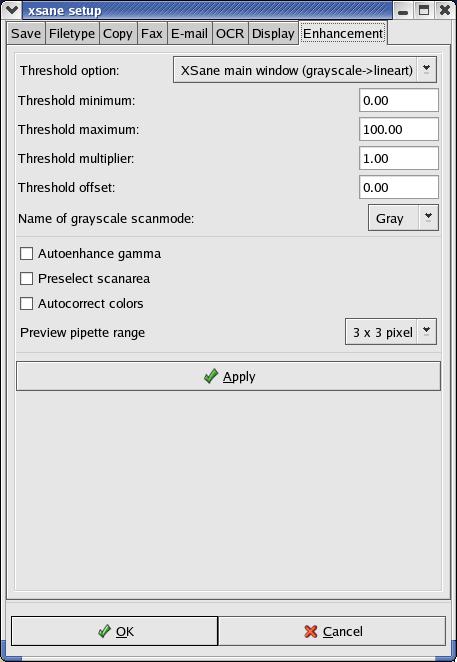 xsane setup
Save Filetype Copy Fax E-mail OCR Display Enhancement
Threshold option: XSane main window (grayscale->lineart)
Threshold minimum: 0.00
Threshold maximum: 100.00
Threshold multiplier: 1.00
Threshold offset: 0.00
Name of grayscale scanmode: Gray
Autoenhance gamma
Preselect scanarea
Autocorrect colors
Preview pipette range 3 x 3 pixel
Apply
OK Cancel